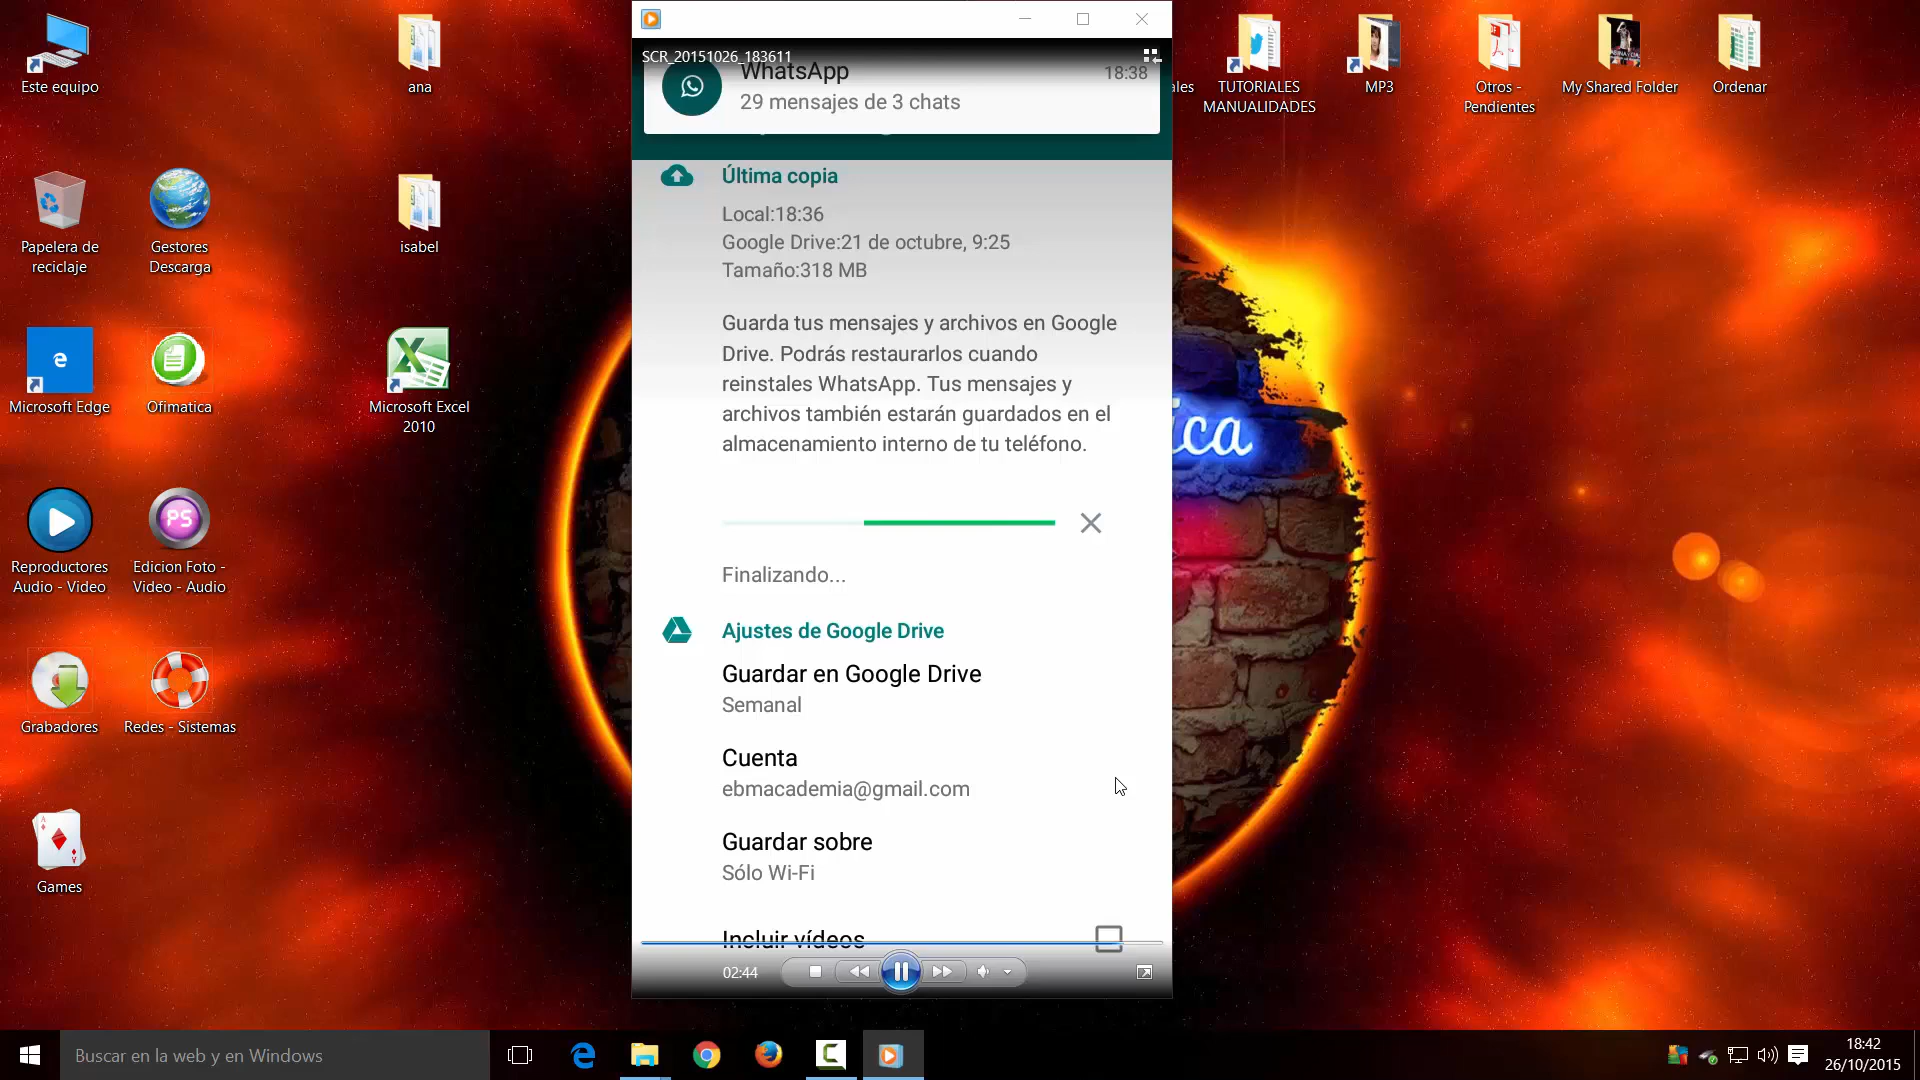 Este equipo
ana
Papelera de
reciclaje
Gestores
Descarga
isabel
Microsoft Edge
Ofimatica
Microsoft Excel
2010
Reproductores
Audio - Video
PS
Edicion Foto -
Video - Audio
Grabadores
Redes - Sistemas
Games
SCR_20151026_183611
WhatsApp
18:38
29 mensajes de 3 chats
Última copia
Local:18:36
Google Drive:21 de octubre, 9:25
Tamaño:318 MB
Guarda tus mensajes y archivos en Google
Drive. Podrás restaurarlos cuando
reinstales WhatsApp. Tus mensajes y
archivos también estarán guardados en el
almacenamiento interno de tu teléfono.
Finalizando...
Ajustes de Google Drive
Guardar en Google Drive
Semanal
Cuenta
ebmacademia@gmail.com
Guardar sobre
Sólo Wi-Fi
Incluir vídeos
02:44
ales
TUTORIALES
MANUALIDADES
MP3
Otros -
Pendientes
My Shared Folder
Ordenar
ica
Buscar en la web y en Windows
18:42
26/10/2015